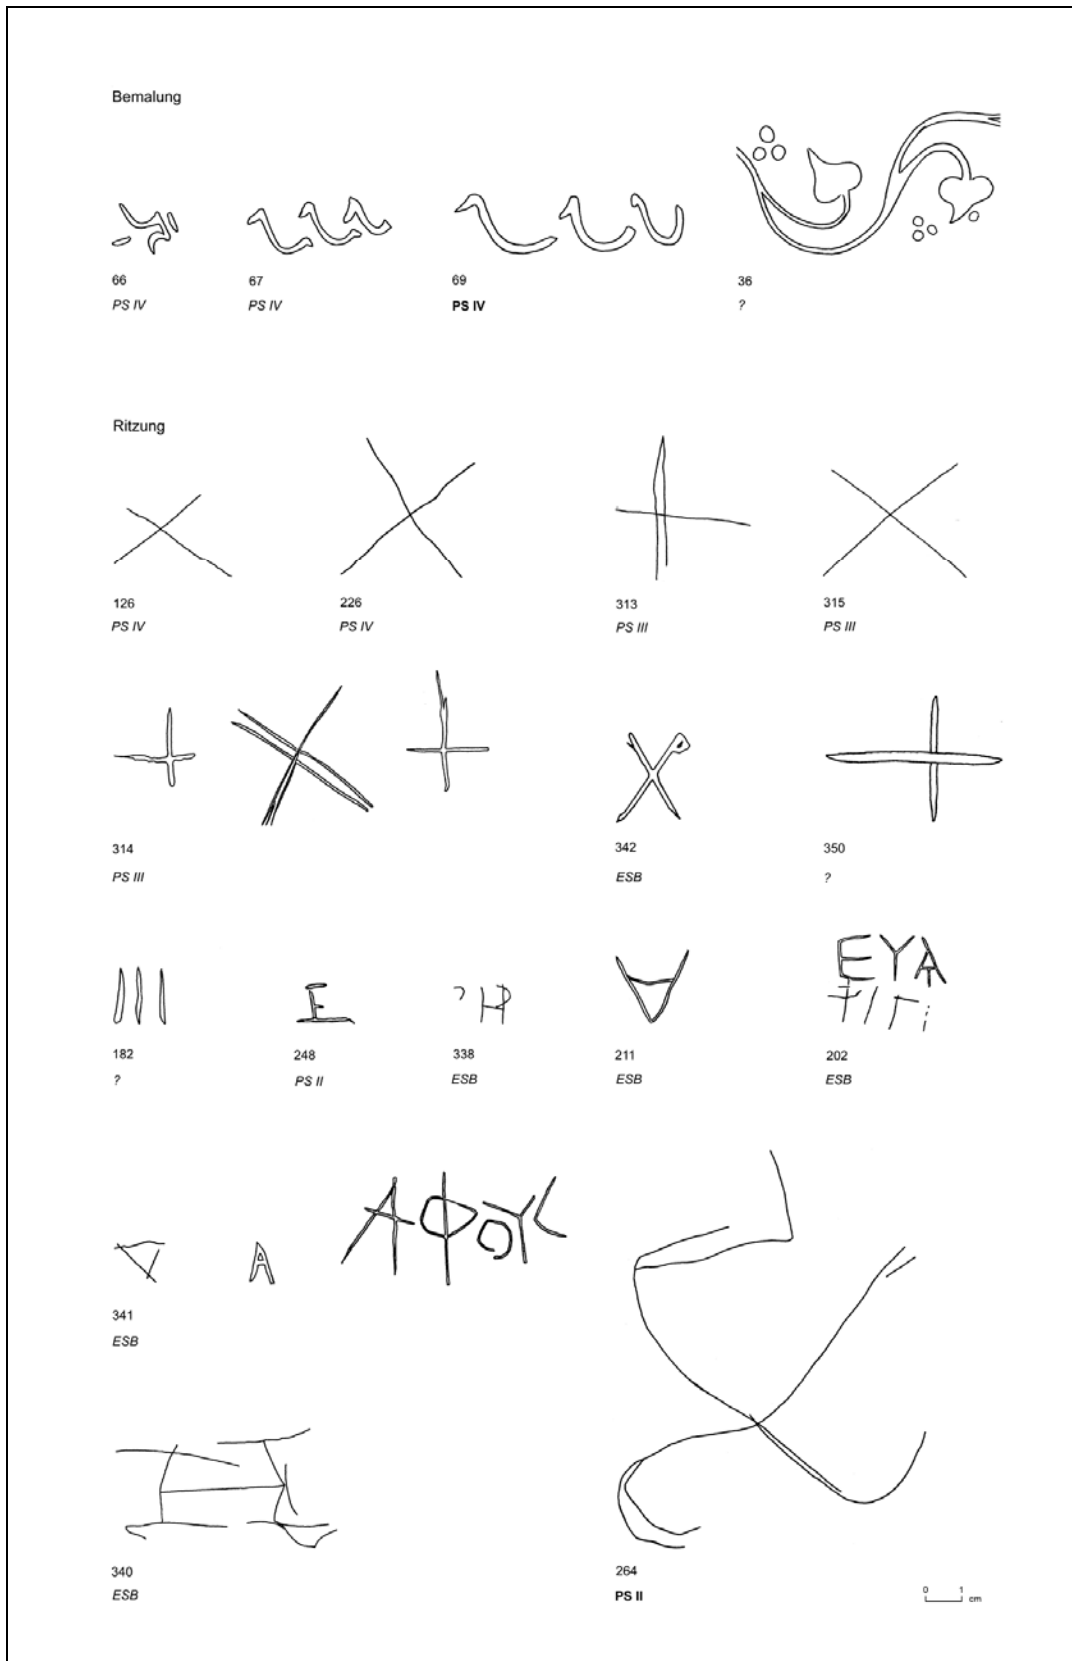 Bemalung
66 67 69 36
PS IV PS IV PS IV ?
Ritzung
126 226 313 315
PS IV PS IV PS III PS III
314 342 350
PS III ESB ?
Ε ΕΥΑ
182 248 338 211 202
? PS II ESB ESB ESB
Α ΑΦΟΥ
341
ESB
340 264
ESB PS II
0 1
cm